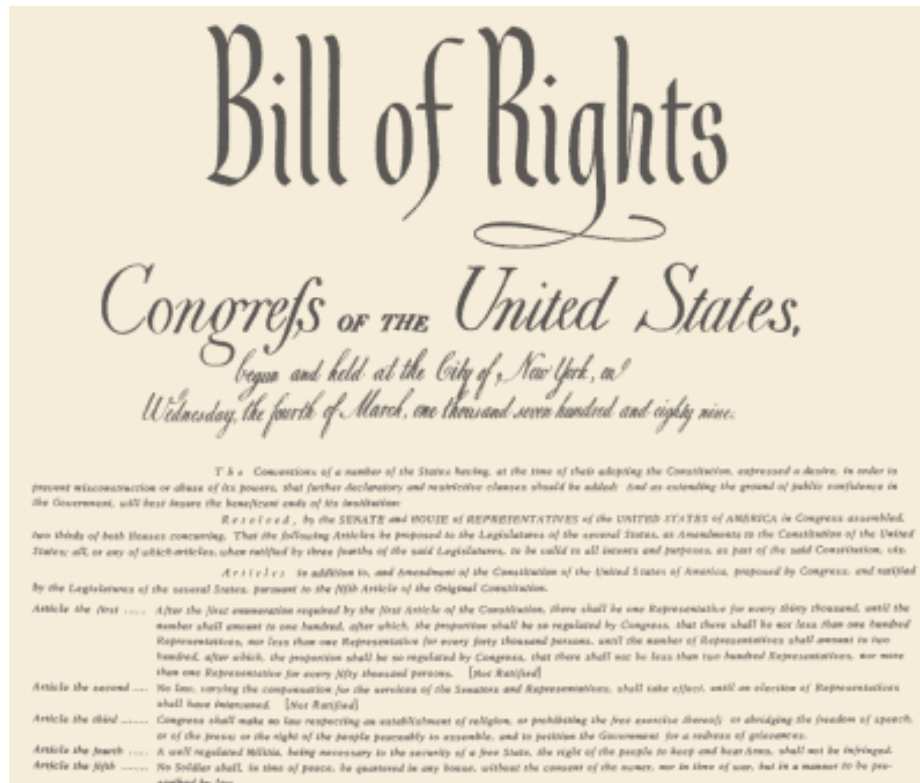 Bill of Rights
Congreſs OF THE United States,
begun and held at the City of, New York, on
Wednesday, the fourth of March, one thousand seven hundred and eighty nine.
The Conventions of a number of the States having, at the time of their adopting the Constitution, expressed a desire, in order to
prevent misconstruction or abuse of its powers, that further declaratory and restrictive clauses should be added: And as extending the ground of public confidence in
the Government, will best insure the beneficent ends of its institution:
Resolved, by the SENATE and HOUSE of REPRESENTATIVES of the UNITED STATES of AMERICA in Congress assembled,
two thirds of both Houses concurring. That the following Articles be proposed to the Legislatures of the several States, as Amendments to the Constitution of the United
States; all, or any of which articles, when ratified by three fourths of the said Legislatures, to be valid to all intents and purposes, as part of the said Constitution, viz.
Articles in addition to, and Amendment of the Constitution of the United States of America, proposed by Congress, and ratified
by the Legislatures of the several States, pursuant to the fifth Article of the Original Constitution.
Article the first ..... After the first enumeration required by the first Article of the Constitution, there shall be one Representative for every thirty thousand, until the
number shall amount to one hundred, after which, the proportion shall be so regulated by Congress, that there shall be not less than one hundred
Representatives, nor less than one Representative for every forty thousand persons, until the number of Representatives shall amount to two
hundred, after which, the proportion shall be so regulated by Congress, that there shall not be less than two hundred Representatives, nor more
than one Representative for every fifty thousand persons. [Not Ratified]
Article the second .... No law, varying the compensation for the services of the Senators and Representatives, shall take effect, until an election of Representatives
shall have intervened. [Not Ratified]
Article the third ...... Congress shall make no law respecting an establishment of religion, or prohibiting the free exercise thereof; or abridging the freedom of speech,
or of the press; or the right of the people peaceably to assemble, and to petition the Government for a redress of grievances.
Article the fourth .... A well regulated Militia, being necessary to the security of a free State, the right of the people to keep and bear Arms, shall not be infringed.
Article the fifth ....... No Soldier shall, in time of peace, be quartered in any house, without the consent of the owner, nor in time of war, but in a manner to be pre-
scribed by law.